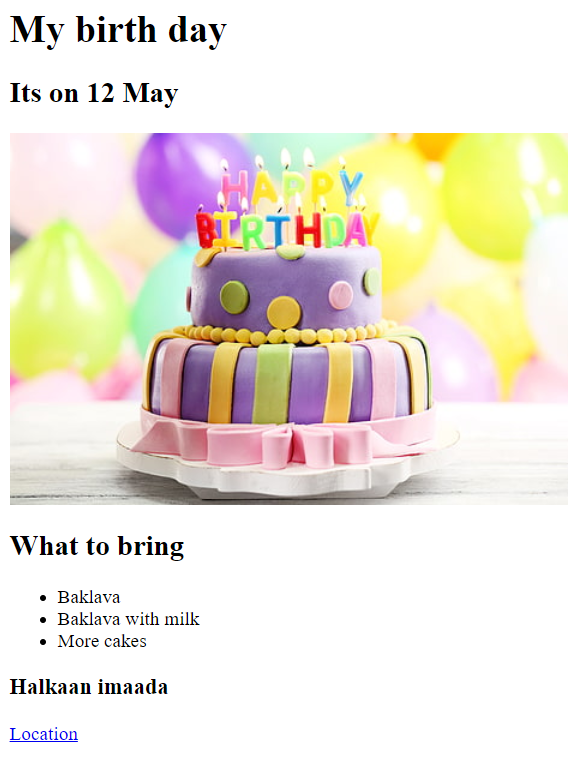 My birth day
Its on 12 May
HAPPY
BIRTHDAY
What to bring
Baklava
Baklava with milk
More cakes
Halkaan imaada
Location